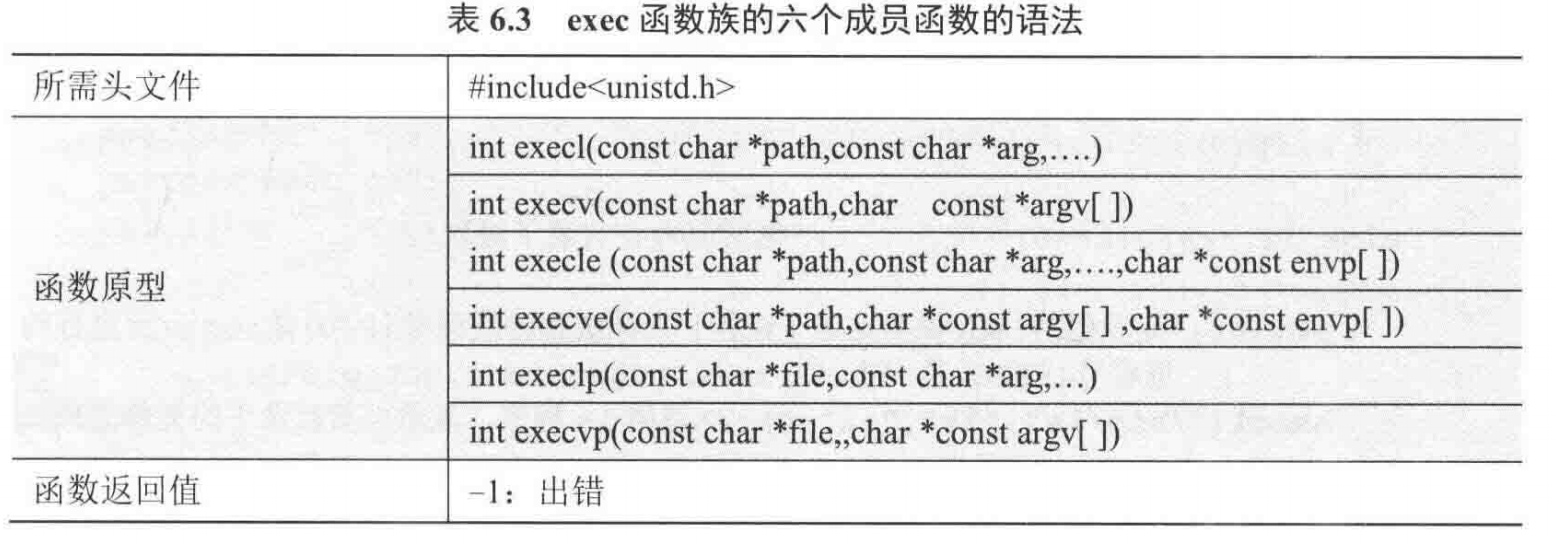 表 6.3 exec 函数族的六个成员函数的语法
所需头文件 #include<unistd.h>
int execl(const char *path,const char *arg,….)
int execv(const char *path,char const *argv[ ])
函数原型 int execle (const char *path,const char *arg,….,char *const envp[ ])
int execve(const char *path,char *const argv[ ] ,char *const envp[ ])
int execlp(const char *file,const char *arg,…)
int execvp(const char *file,,char *const argv[ ])
函数返回值 –1：出错